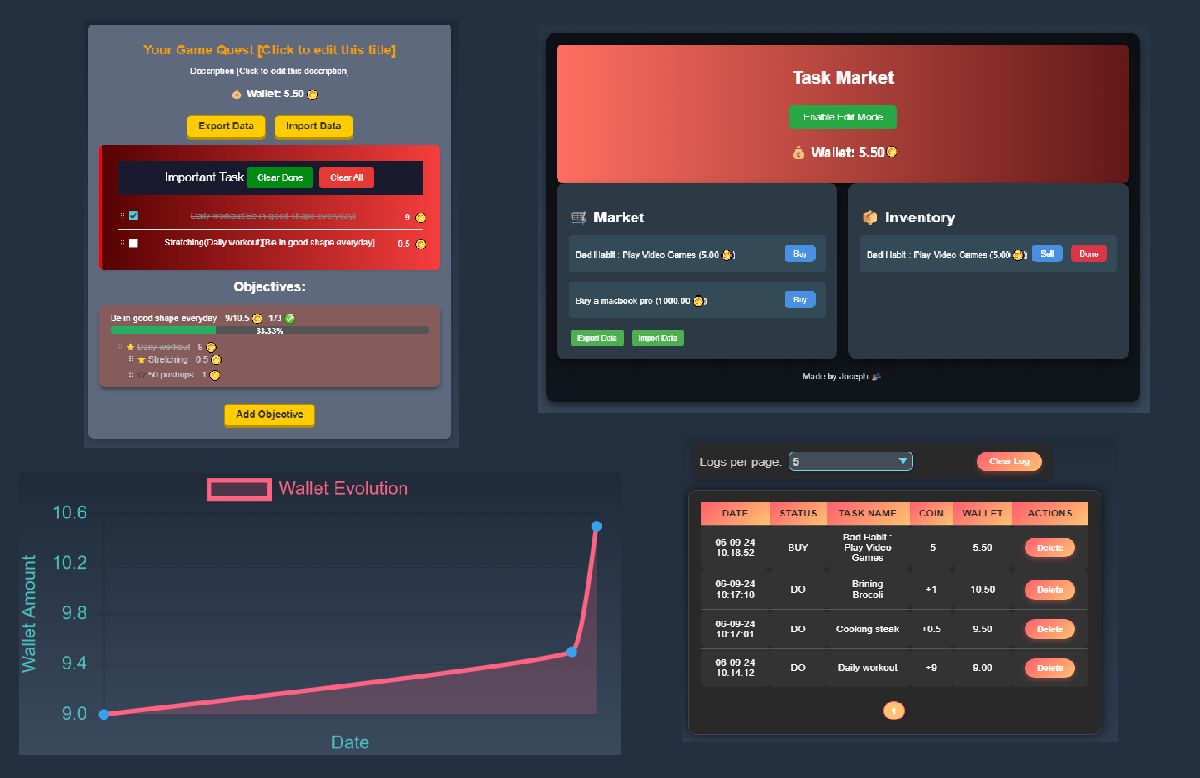 Your Game Quest [Click to edit this title]
Description [Click to edit this description]
Wallet: 5.50
Export Data Import Data
Important Task Clear Done Clear All
Daily workout[Be in good shape everyday] 9
Stretching(Daily workout)[Be in good shape everyday] 0.5
Objectives:
Be in good shape everyday 9/10.5 1/3
33.33%
Daily workout 9
Stretching 0.5
50 pushups 1
Add Objective
Task Market
Enable Edit Mode
Wallet: 5.50
Market
Bad Habit : Play Video Games (5.00 ) Buy
Buy a macbook pro (1000.00 ) Buy
Export Data Import Data
Inventory
Bad Habit : Play Video Games (5.00 ) Sell Done
Made by Joseph
Wallet Evolution
10.6
10.2
9.8
9.4
9.0
Wallet Amount
Date
Logs per page: 5 Clear Log
DATE STATUS TASK NAME COIN WALLET ACTIONS
06-09-24
10:18:52
BUY
Bad Habit :
Play Video
Games
5
5.50
Delete
06-09-24
10:17:10
DO
Brining
Brocoli
+1
10.50
Delete
06-09-24
10:17:01
DO
Cooking steak
+0.5
9.50
Delete
06-09-24
10:14:12
DO
Daily workout
+9
9.00
Delete
1